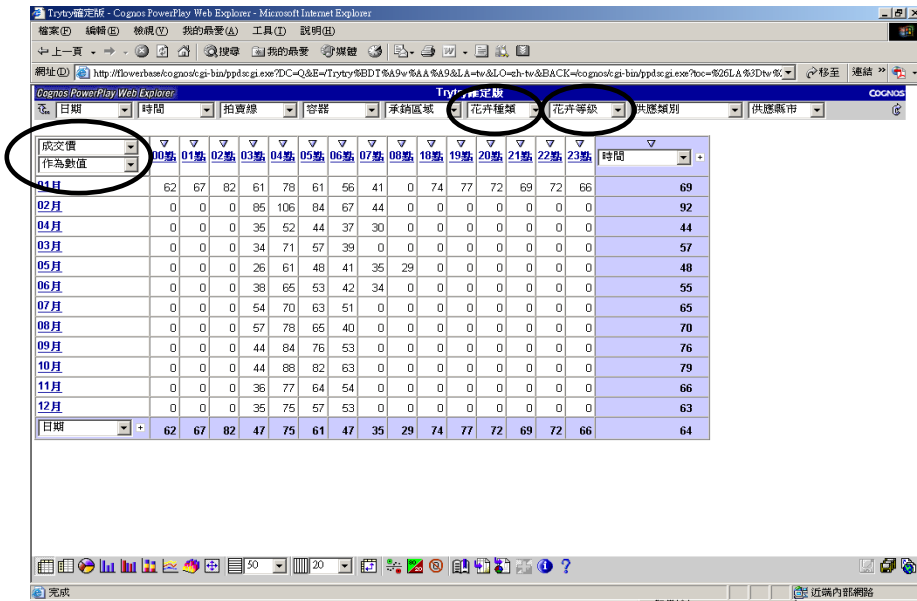 Trytry確定版 - Cognos PowerPlay Web Explorer - Microsoft Internet Explorer
檔案(F) 編輯(E) 檢視(V) 我的最愛(A) 工具(T) 說明(H)
上一頁 搜尋 我的最愛 媒體
網址(D) http://flowerbase/cognos/cgi-bin/ppdscgi.exe?DC=Q&E=/Trytry%BDT%A9w%AA%A9&LA=tw&LO=zh-tw&BACK=/cognos/cgi-bin/ppdscgi.exe?toc=%26LA%3Dtw% 移至 連結 »
Cognos PowerPlay Web Explorer Trytry確定版 COGNOS
日期 時間 拍賣線 容器 承銷區域 花卉種類 花卉等級 供應類別 供應縣市
成交價
作為數值
00點 01點 02點 03點 04點 05點 06點 07點 08點 18點 19點 20點 21點 22點 23點 時間 +
01月 62 67 82 61 78 61 56 41 0 74 77 72 69 72 66 69
02月 0 0 0 85 106 84 67 44 0 0 0 0 0 0 0 92
04月 0 0 0 35 52 44 37 30 0 0 0 0 0 0 0 44
03月 0 0 0 34 71 57 39 0 0 0 0 0 0 0 0 57
05月 0 0 0 26 61 48 41 35 29 0 0 0 0 0 0 48
06月 0 0 0 38 65 53 42 34 0 0 0 0 0 0 0 55
07月 0 0 0 54 70 63 51 0 0 0 0 0 0 0 0 65
08月 0 0 0 57 78 65 40 0 0 0 0 0 0 0 0 70
09月 0 0 0 44 84 76 53 0 0 0 0 0 0 0 0 76
10月 0 0 0 44 88 82 63 0 0 0 0 0 0 0 0 79
11月 0 0 0 36 77 64 54 0 0 0 0 0 0 0 0 66
12月 0 0 0 35 75 57 53 0 0 0 0 0 0 0 0 63
日期 + 62 67 82 47 75 61 47 35 29 74 77 72 69 72 66 64
50 20
完成 近端內部網路